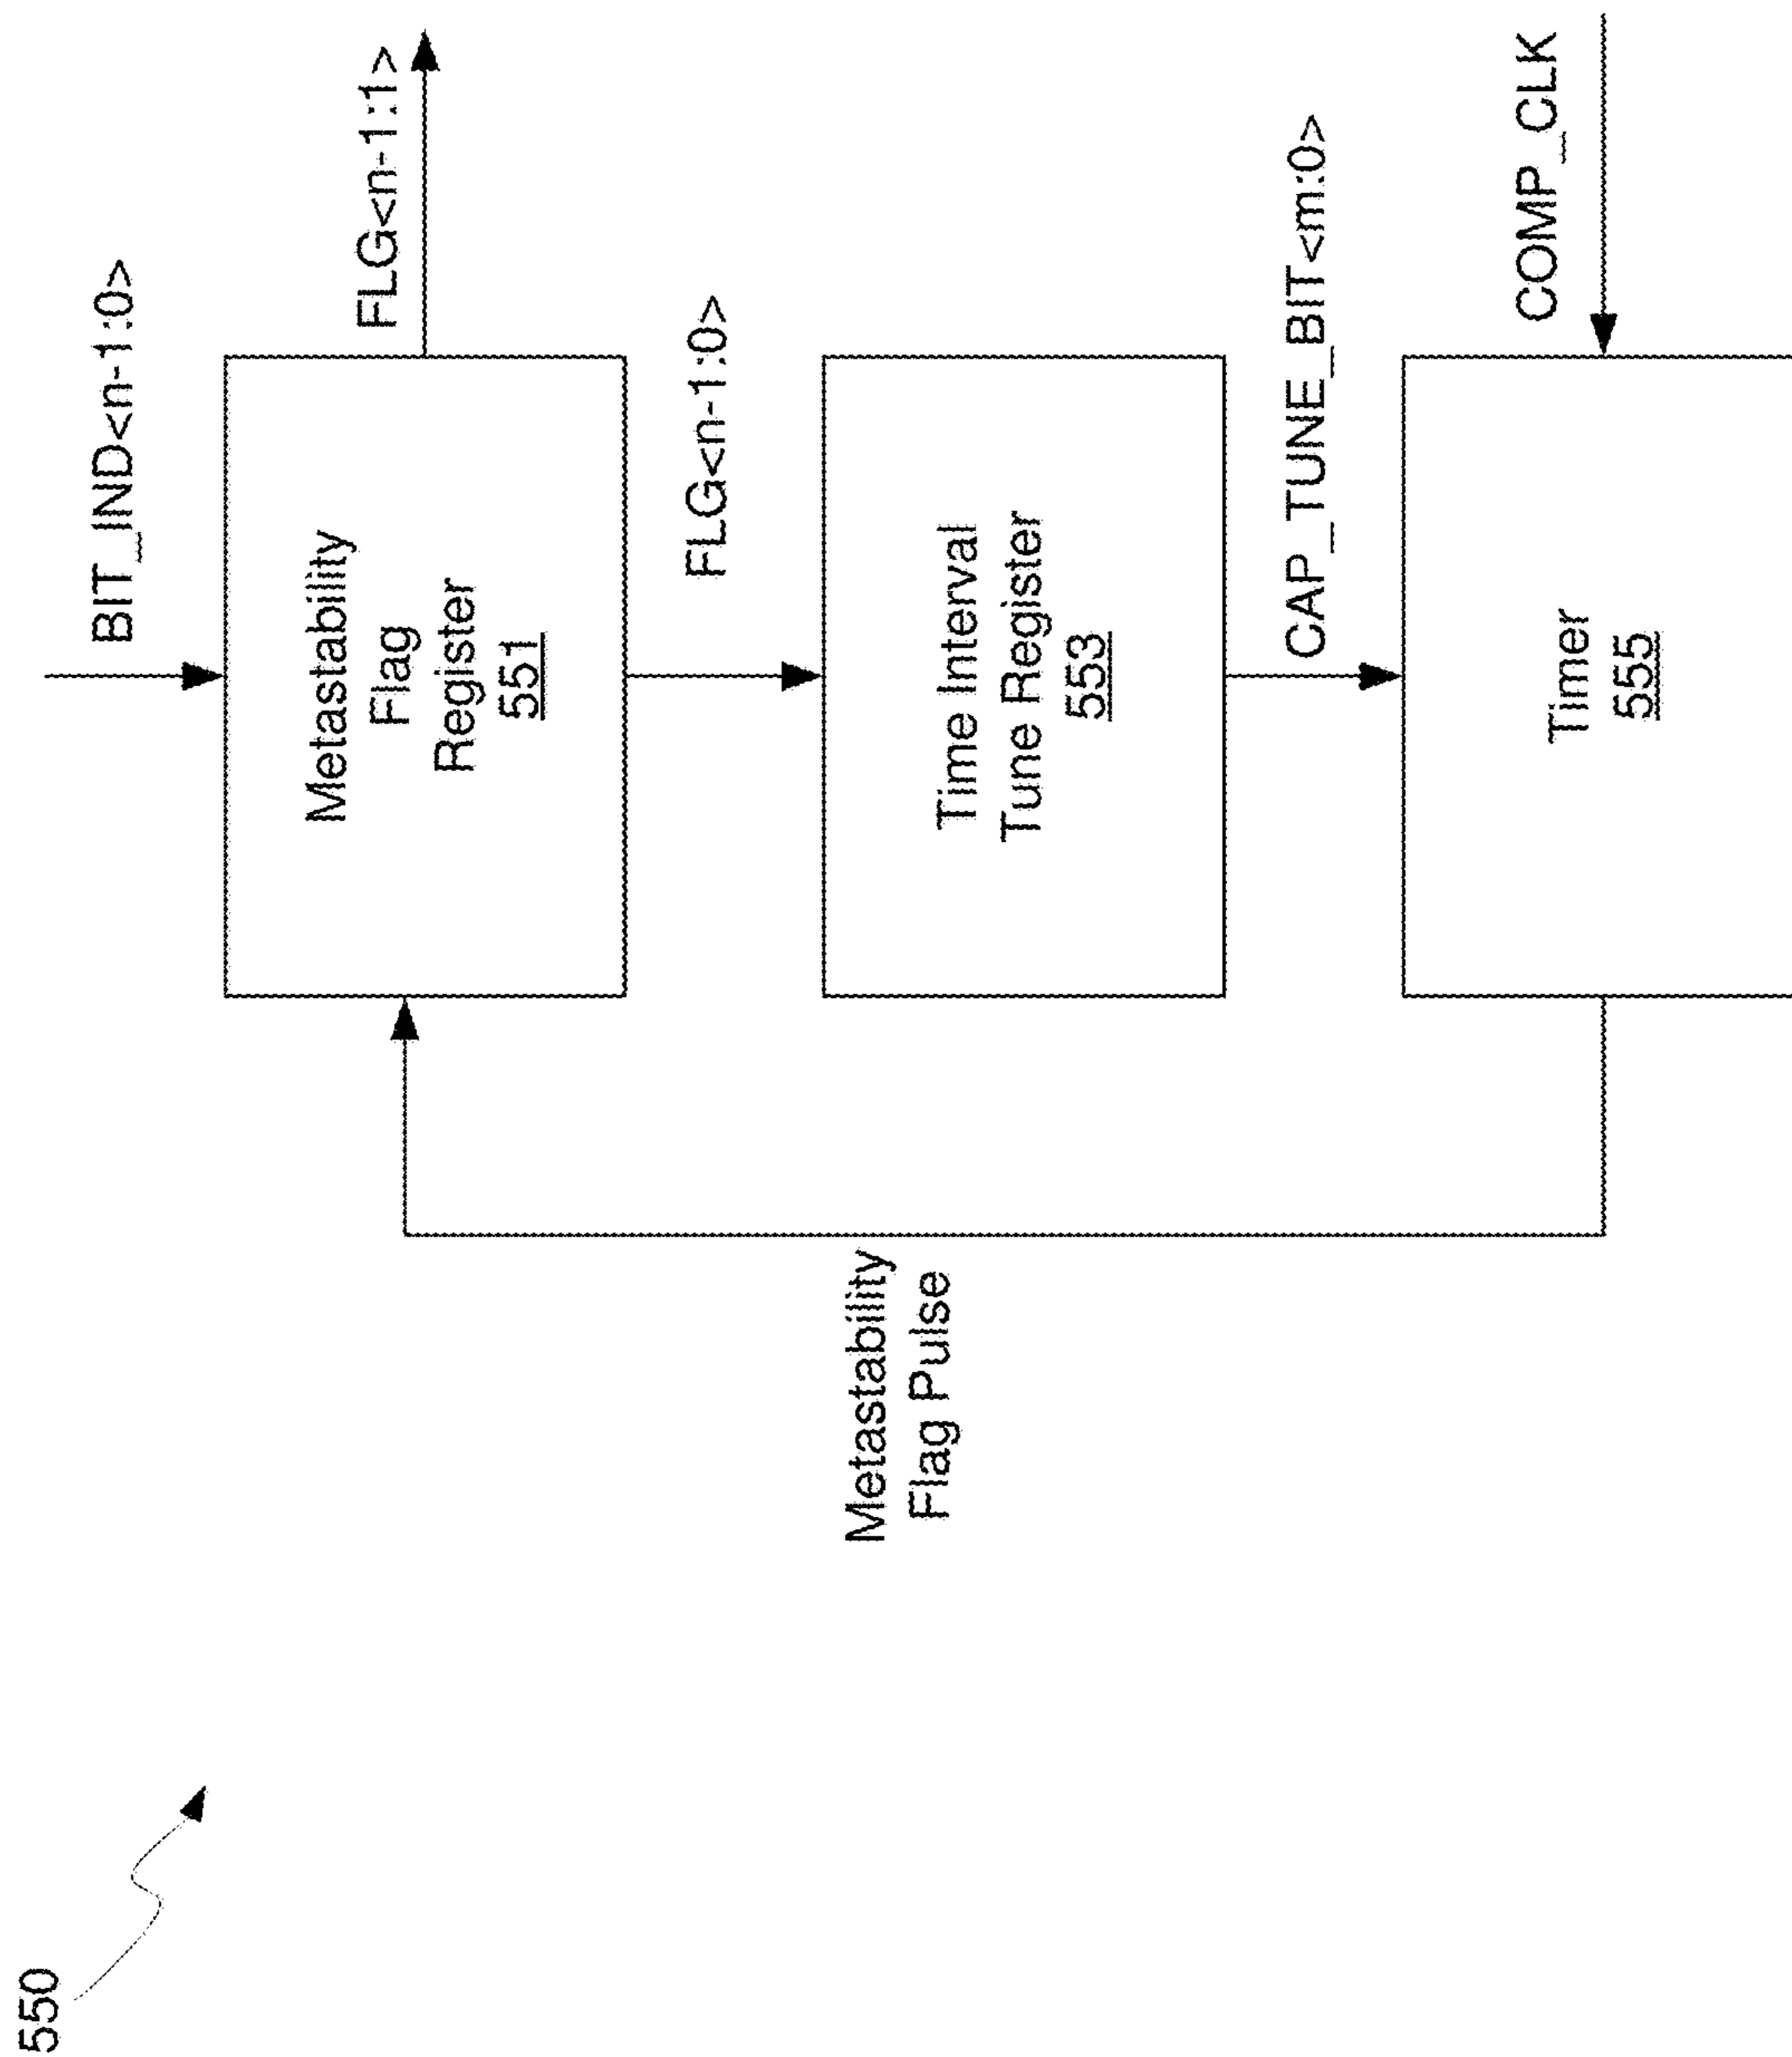 550
BIT_IND<n-1:0>
Metastability
Flag
Register
551
FLG<n-1:1>
FLG<n-1:0>
Time Interval
Tune Register
553
CAP_TUNE_BIT<m:0>
Timer
555
COMP_CLK
Metastability
Flag Pulse